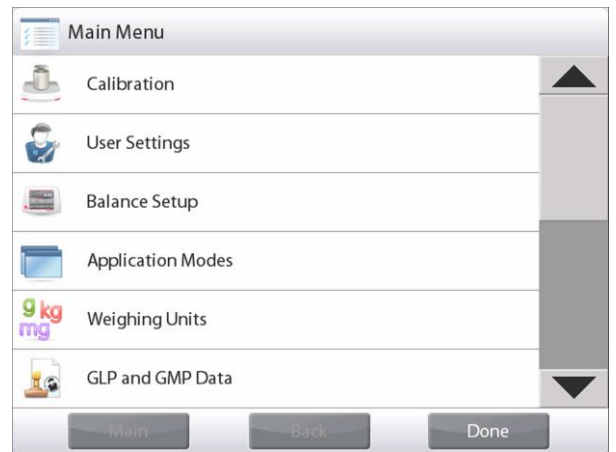 Main Menu
Calibration
User Settings
Balance Setup
Application Modes
g kg
mg
Weighing Units
GLP and GMP Data
Main Back Done